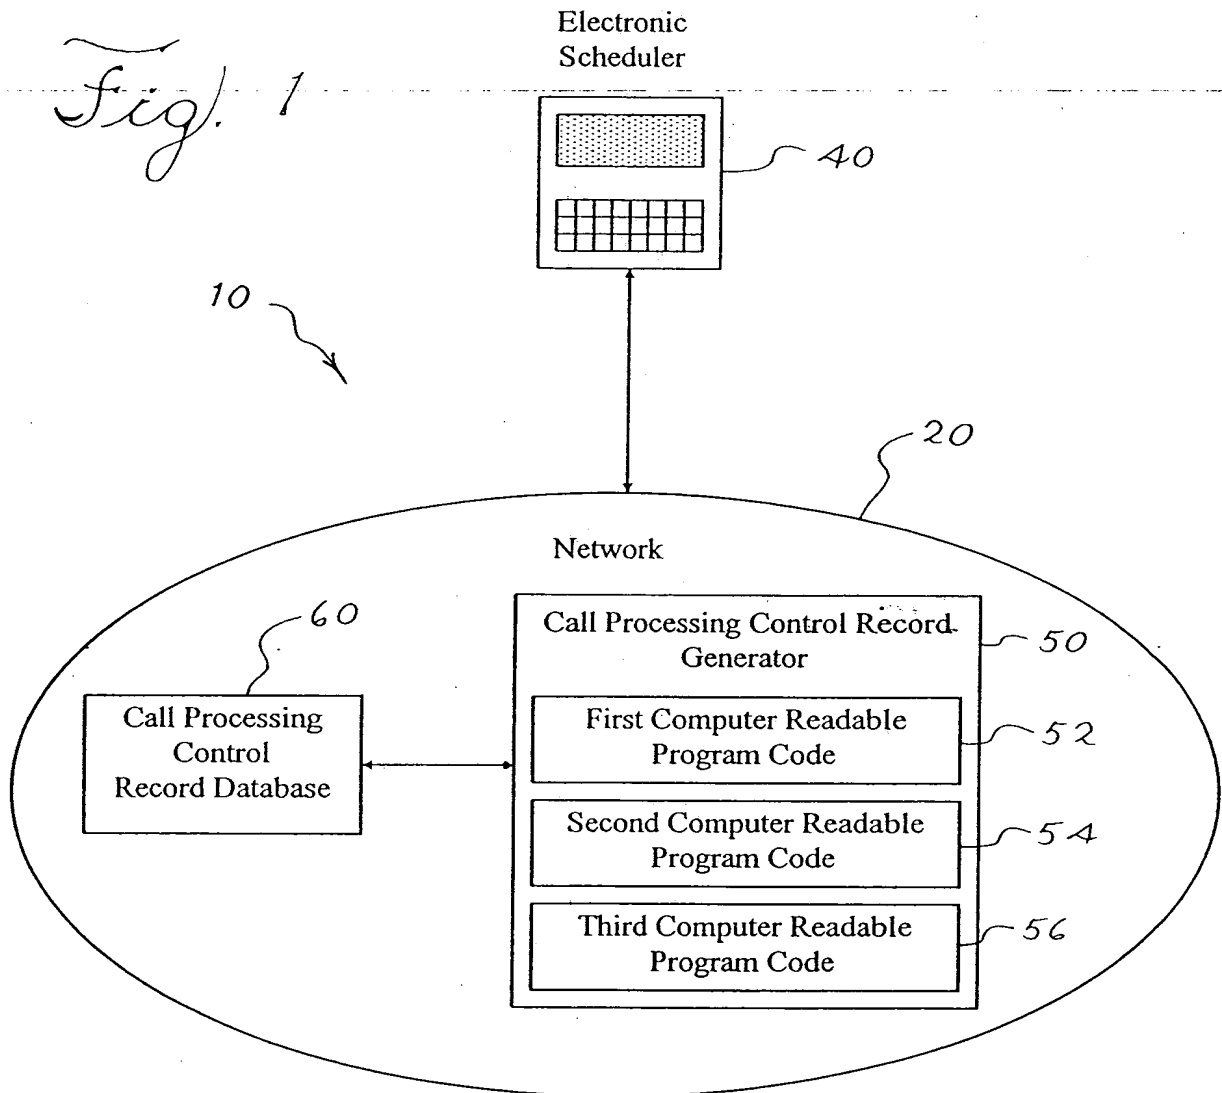 Electronic
Scheduler
Fig. 1
40
10
20
Network
60
Call Processing Control Record
Generator
50
Call Processing
Control
Record Database
First Computer Readable
Program Code
52
Second Computer Readable
Program Code
54
Third Computer Readable
Program Code
56